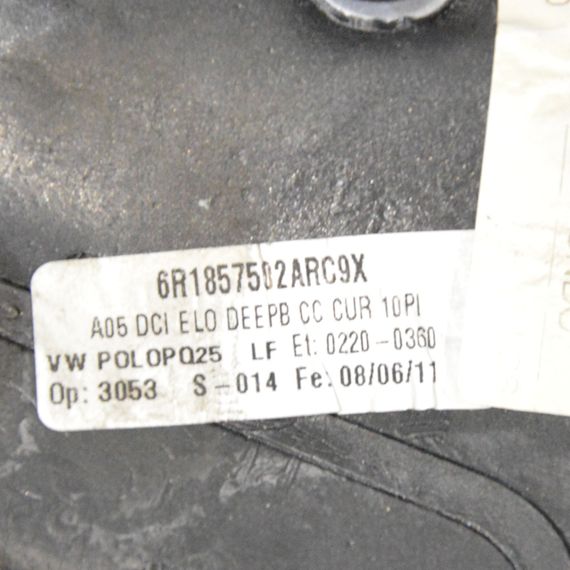 6R1857502ARC9X
A05 DCI ELO DEEPB CC CUR 10PI
VW POLOPQ25 LF Et: 0220-0360
Op: 3053 S-014 Fe: 08/06/11